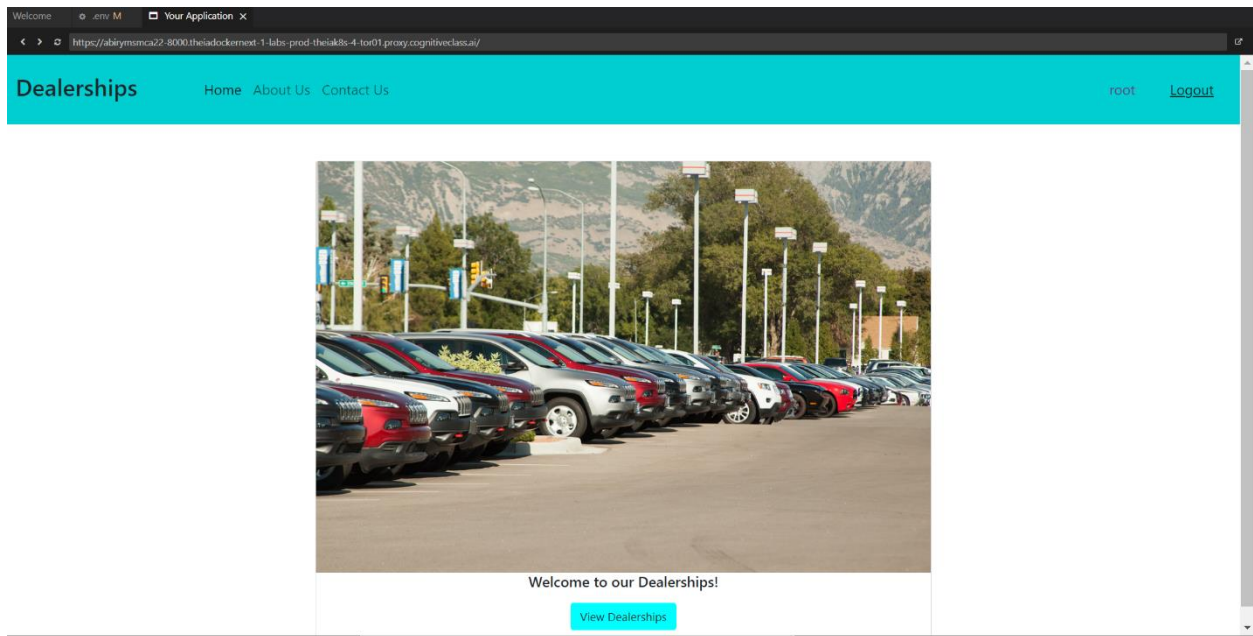 Welcome .env M Your Application
https://abirymsmca22-8000.theiadockernext-1-labs-prod-theiak8s-4-tor01.proxy.cognitiveclass.ai/
Dealerships Home About Us Contact Us root Logout
Welcome to our Dealerships!
View Dealerships